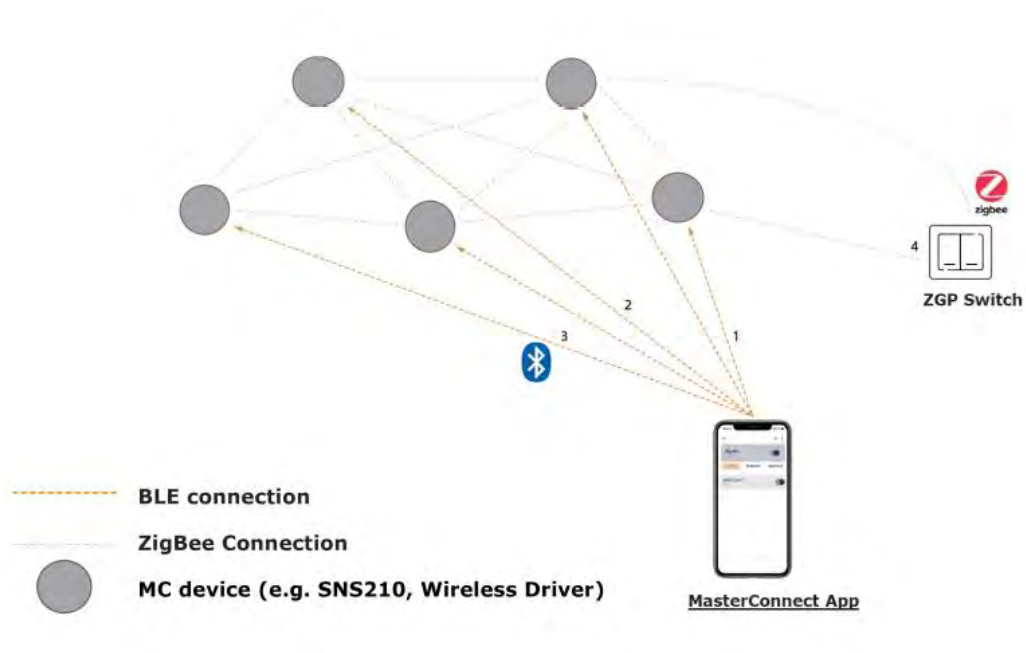 zigbee
4
ZGP Switch
2
3
1
BLE connection
ZigBee Connection
MC device (e.g. SNS210, Wireless Driver)
MasterConnect App